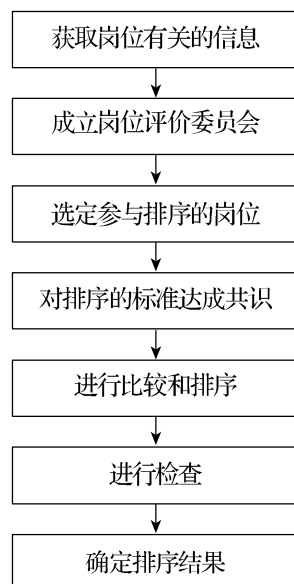 获取岗位有关的信息
成立岗位评价委员会
选定参与排序的岗位
对排序的标准达成共识
进行比较和排序
进行检查
确定排序结果